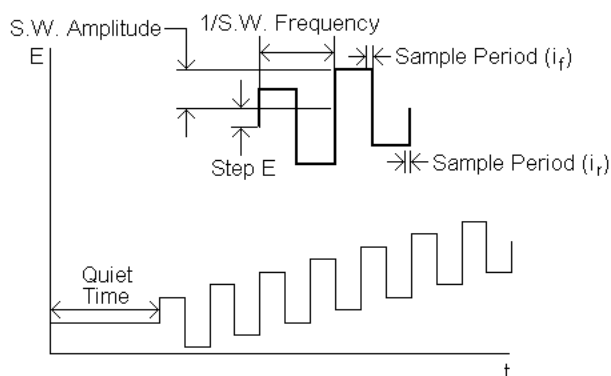 1/S.W. Frequency
S.W. Amplitude
E
Sample Period (if)
Step E
Sample Period (ir)
Quiet
Time
t